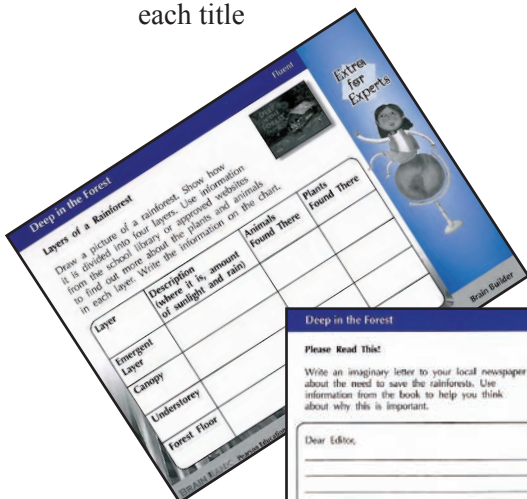 each title
Fluent
Extra
for
Experts
Deep in the Forest
Layers of a Rainforest
Draw a picture of a rainforest. Show how
it is divided into four layers. Use information
from the school library or approved websites
to find out more about the plants and animals
in each layer. Write the information on the chart.
Layer
Description
(where it is, amount
of sunlight and rain)
Animals
Found There
Plants
Found There
Emergent
Layer
Canopy
Understorey
Forest Floor
Brain Builder
Deep in the Forest
Please Read This!
Write an imaginary letter to your local newspaper
about the need to save the rainforests. Use
information from the book to help you think
about why this is important.
Dear Editor,